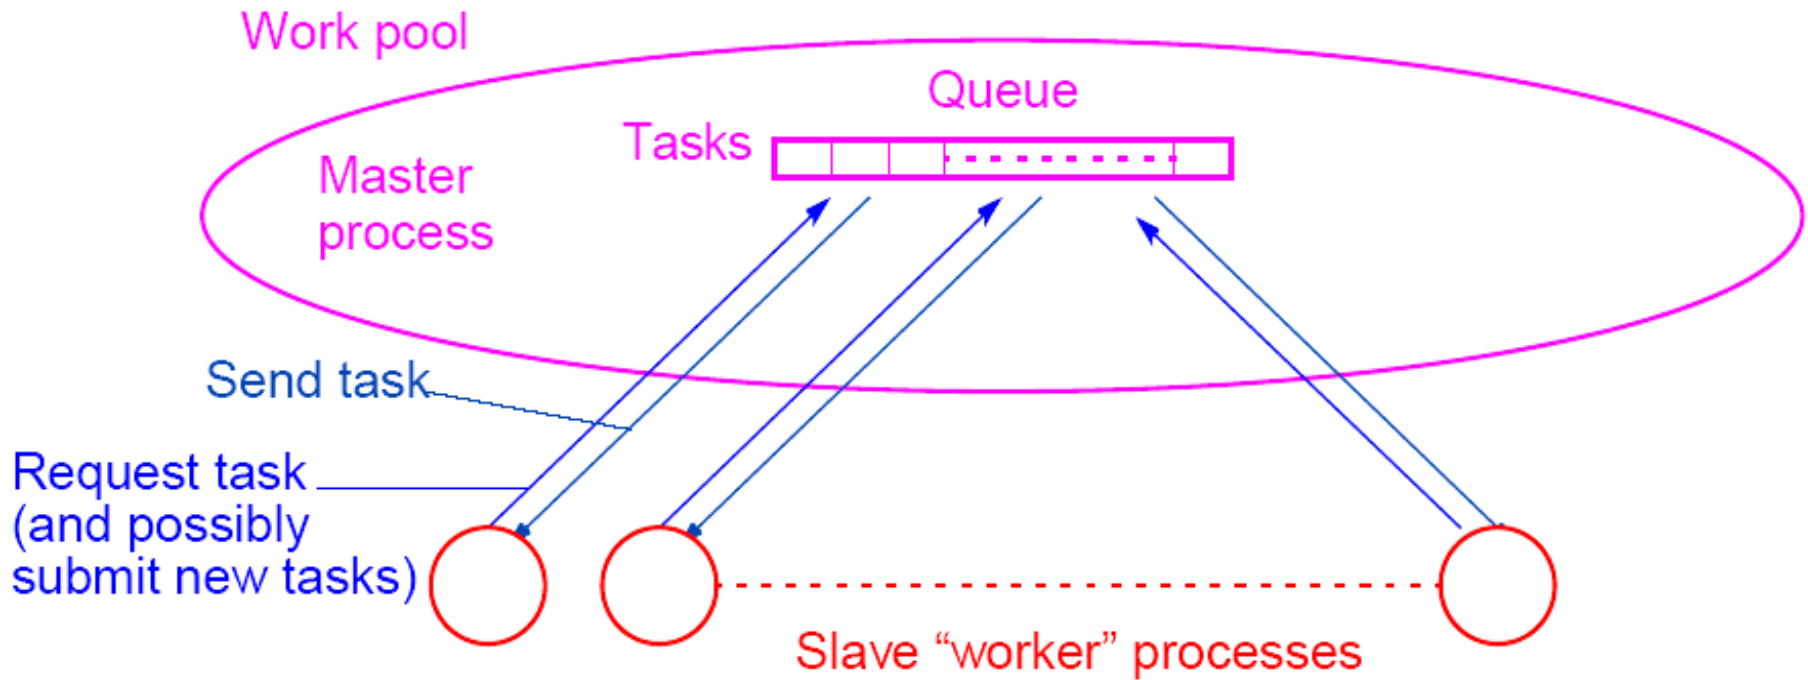 Work pool
Queue
Tasks
Master
process
Send task
Request task
(and possibly
submit new tasks)
Slave “worker” processes